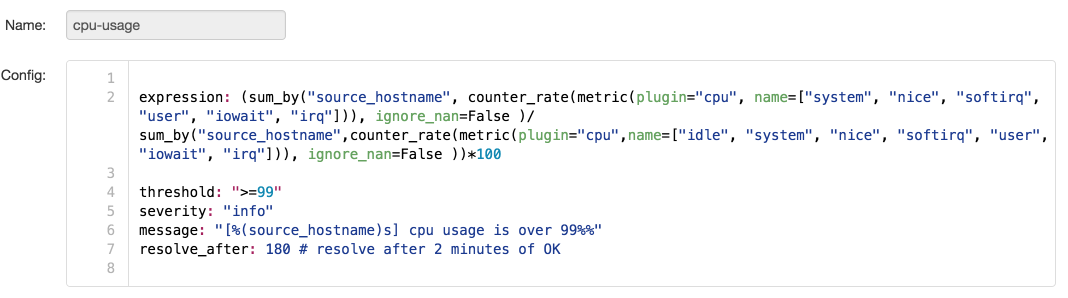 Name: cpu-usage
Config:
1
2 expression: (sum_by("source_hostname", counter_rate(metric(plugin="cpu", name=["system", "nice", "softirq",
"user", "iowait", "irq"])), ignore_nan=False )/
sum_by("source_hostname",counter_rate(metric(plugin="cpu",name=["idle", "system", "nice", "softirq", "user",
"iowait", "irq"])), ignore_nan=False ))*100
3
4 threshold: ">=99"
5 severity: "info"
6 message: "[%(source_hostname)s] cpu usage is over 99%%"
7 resolve_after: 180 # resolve after 2 minutes of OK
8